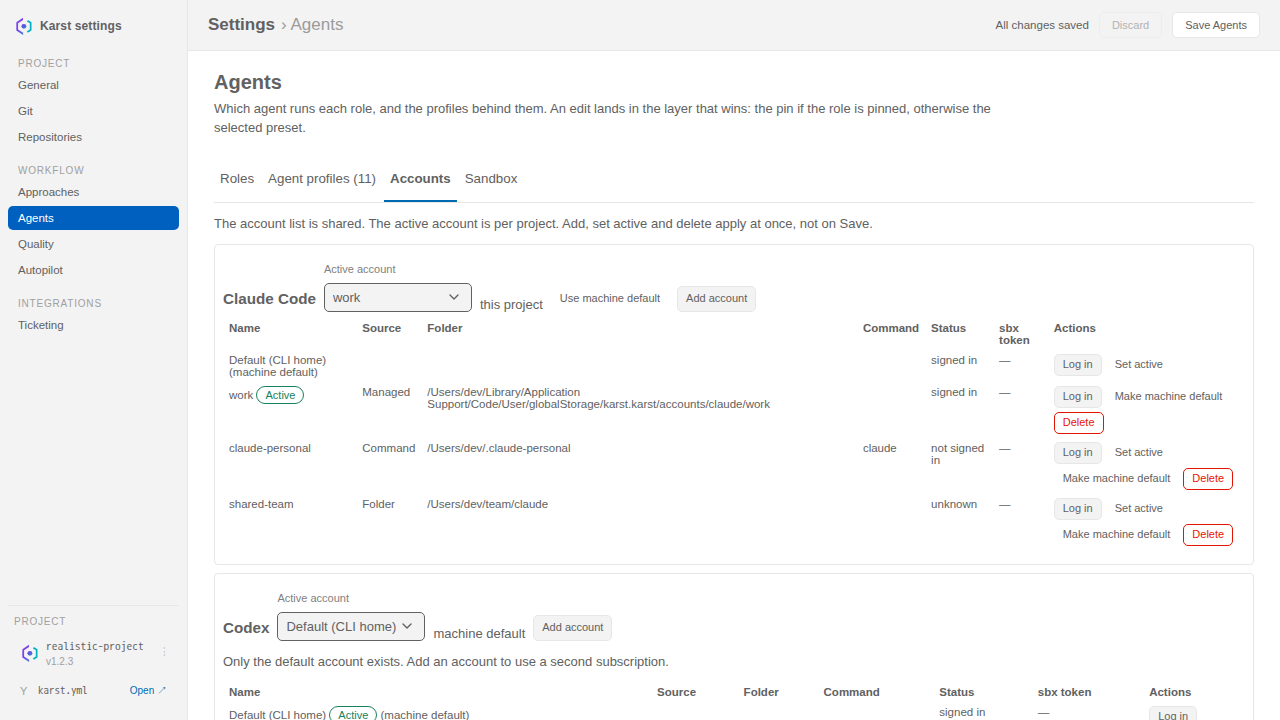 Karst settings
Settings › Agents
All changes saved
Discard
Save Agents
PROJECT
General
Git
Repositories
WORKFLOW
Approaches
Agents
Quality
Autopilot
INTEGRATIONS
Ticketing
PROJECT
realistic-project
v1.2.3
Y karst.yml
Open ↗
Agents
Which agent runs each role, and the profiles behind them. An edit lands in the layer that wins: the pin if the role is pinned, otherwise the
selected preset.
Roles Agent profiles (11) Accounts Sandbox
The account list is shared. The active account is per project. Add, set active and delete apply at once, not on Save.
Active account
Claude Code work this project Use machine default Add account
Name Source Folder Command Status sbx token Actions
Default (CLI home) (machine default) signed in — Log in Set active
work Active Managed /Users/dev/Library/Application Support/Code/User/globalStorage/karst.karst/accounts/claude/work signed in — Log in Make machine default
Delete
claude-personal Command /Users/dev/.claude-personal claude not signed in — Log in Set active
Make machine default Delete
shared-team Folder /Users/dev/team/claude unknown — Log in Set active
Make machine default Delete
Active account
Codex Default (CLI home) machine default Add account
Only the default account exists. Add an account to use a second subscription.
Name Source Folder Command Status sbx token Actions
Default (CLI home) Active (machine default) signed in — Log in